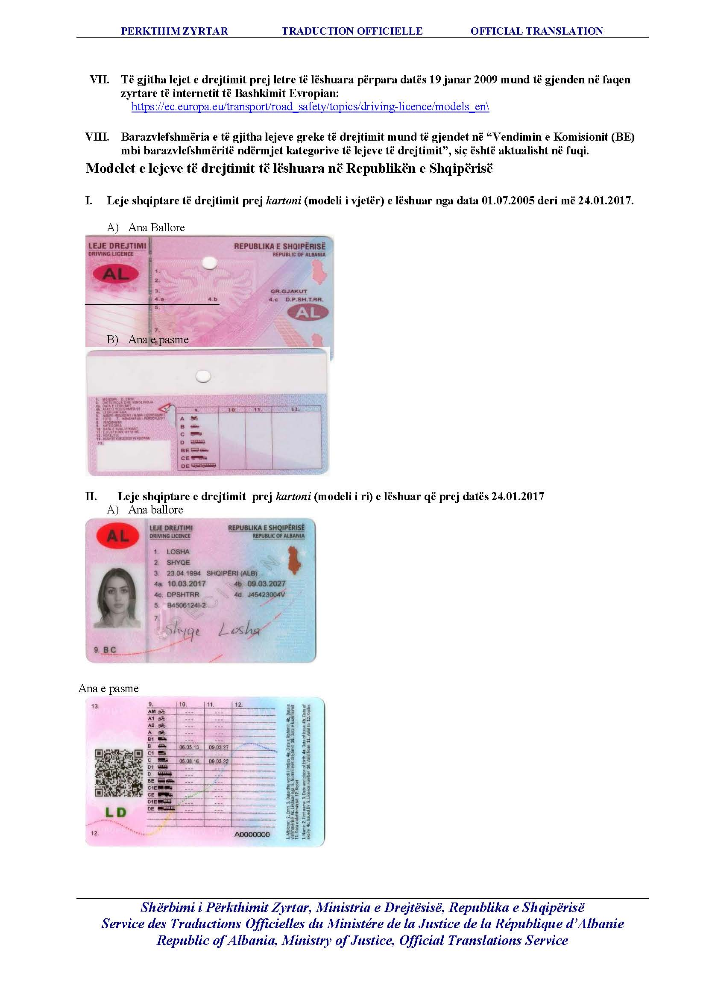 PERKTHIM ZYRTAR TRADUCTION OFFICIELLE OFFICIAL TRANSLATION
VII. Të gjitha lejet e drejtimit prej letre të lëshuara përpara datës 19 janar 2009 mund të gjenden në faqen
zyrtare të internetit të Bashkimit Evropian:
https://ec.europa.eu/transport/road_safety/topics/driving-licence/models_en\
VIII. Barazvlefshmëria e të gjitha lejeve greke të drejtimit mund të gjendet në “Vendimin e Komisionit (BE)
mbi barazvlefshmëritë ndërmjet kategorive të lejeve të drejtimit”, siç është aktualisht në fuqi.
Modelet e lejeve të drejtimit të lëshuara në Republikën e Shqipërisë
I. Leje shqiptare të drejtimit prej kartoni (modeli i vjetër) e lëshuar nga data 01.07.2005 deri më 24.01.2017.
A) Ana Ballore
LEJE DREJTIMI REPUBLIKA E SHQIPËRISË
DRIVING LICENCE REPUBLIC OF ALBANIA
AL
1.
2.
3. GR.GJAKUT
4.a 4.b 4.c D.P.SH.T.RR.
5. AL
7.
B) Ana e pasme
1. MBIEMRI 2. EMRI
3. DATELINDJA DHE VENDLINDJA
4a. DATA E LESHIMIT
9. 10. 11. 12.
A
B
C
D
BE
CE
DE
13.
II. Leje shqiptare e drejtimit prej kartoni (modeli i ri) e lëshuar që prej datës 24.01.2017
A) Ana ballore
AL LEJE DREJTIMI REPUBLIKA E SHQIPËRISË
DRIVING LICENCE REPUBLIC OF ALBANIA
1. LOSHA
2. SHYQE
3. 23.04.1994 SHQIPËRI (ALB)
4a. 10.03.2017 4b. 09.03.2027
4c. DPSHTRR 4d. J45423004V
5. B4506124I-2
7.
Shyqe Losha
SPECIMEN
9. B C
Ana e pasme
13. 9. 10. 11. 12.
AM --- ---
A1 --- ---
A2 --- ---
A --- ---
B1 --- ---
B 06.05.13 09.03.27
C1 --- ---
C 05.08.16 09.03.22
D1 --- ---
D --- ---
BE --- ---
C1E --- ---
CE --- ---
D1E --- ---
DE --- ---
LD
12. A0000000
1. Mbiemri 2. Emri 3. Data dhe vendi i lindjes 4a. Data e lëshimit 4b. Data e
vlefshmërisë 4c. Lëshuar nga 5. Numri i lejes drejtimit 10. Data e kualifikimit
11. Data e vlefshmërisë 12. Kodet
1. Name 2. First name 3. Date and place of birth 4a. Date of issue 4b. Date of
expiry 4c. Issued by 5. Licence number 10. Valid from 11. Valid to 12. Codes
Shërbimi i Përkthimit Zyrtar, Ministria e Drejtësisë, Republika e Shqipërisë
Service des Traductions Officielles du Ministére de la Justice de la République d’Albanie
Republic of Albania, Ministry of Justice, Official Translations Service